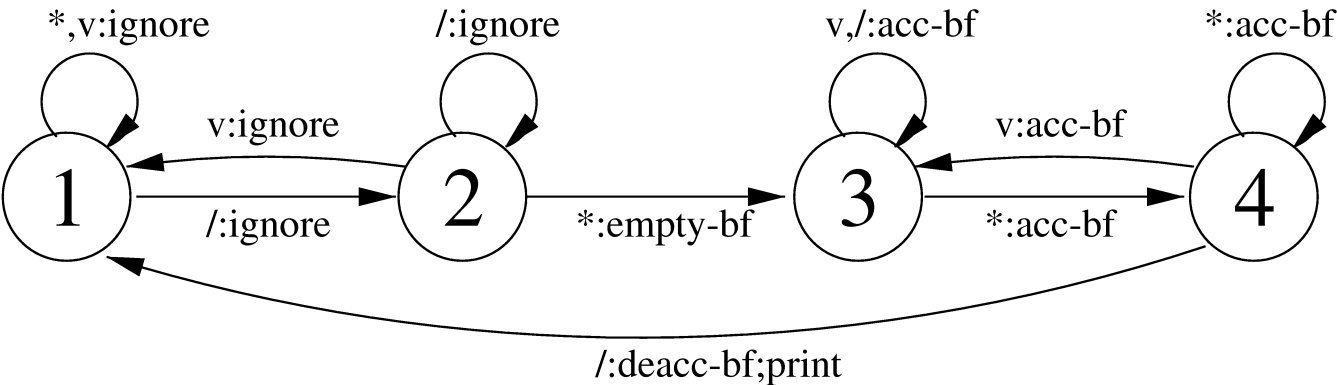 *,v:ignore
/:ignore
v,/:acc-bf
*:acc-bf
v:ignore
v:acc-bf
1
2
3
4
/:ignore
*:empty-bf
*:acc-bf
/:deacc-bf;print